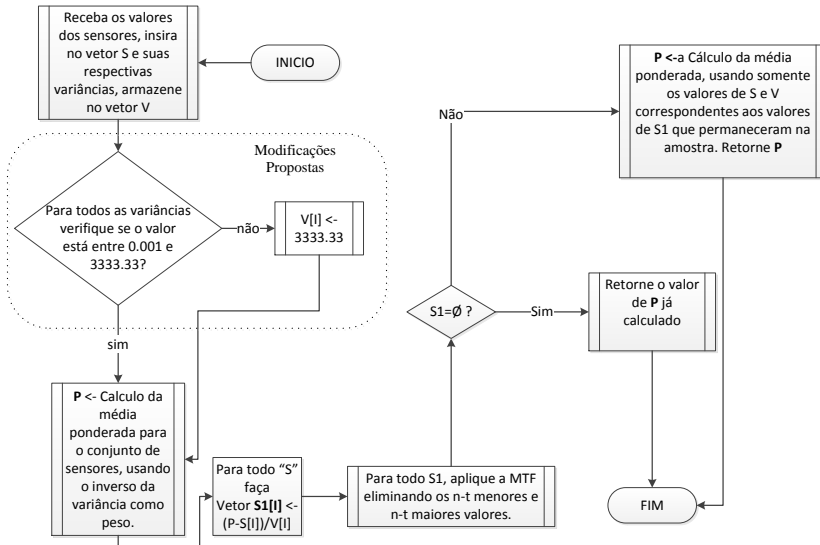 Receba os valores
dos sensores, insira
no vetor S e suas
respectivas
variâncias, armazene
no vetor V
INICIO
Modificações
Propostas
Para todos as variâncias
verifique se o valor
está entre 0.001 e
3333.33?
não
V[I] <-
3333.33
sim
P <- Calculo da
média
ponderada para
o conjunto de
sensores, usando
o inverso da
variância como
peso.
Para todo “S”
faça
Vetor S1[I] <-
(P-S[I])/V[I]
Para todo S1, aplique a MTF
eliminando os n-t menores e
n-t maiores valores.
S1=Ø ?
Não
Sim
P <-a Cálculo da média
ponderada, usando somente
os valores de S e V
correspondentes aos valores
de S1 que permaneceram na
amostra. Retorne P
Retorne o valor
de P já
calculado
FIM